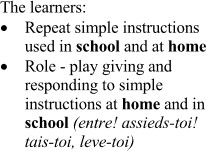 The learners:
• Repeat simple instructions
used in school and at home
• Role - play giving and
responding to simple
instructions at home and in
school (entre! assieds-toi!
tais-toi, leve-toi)